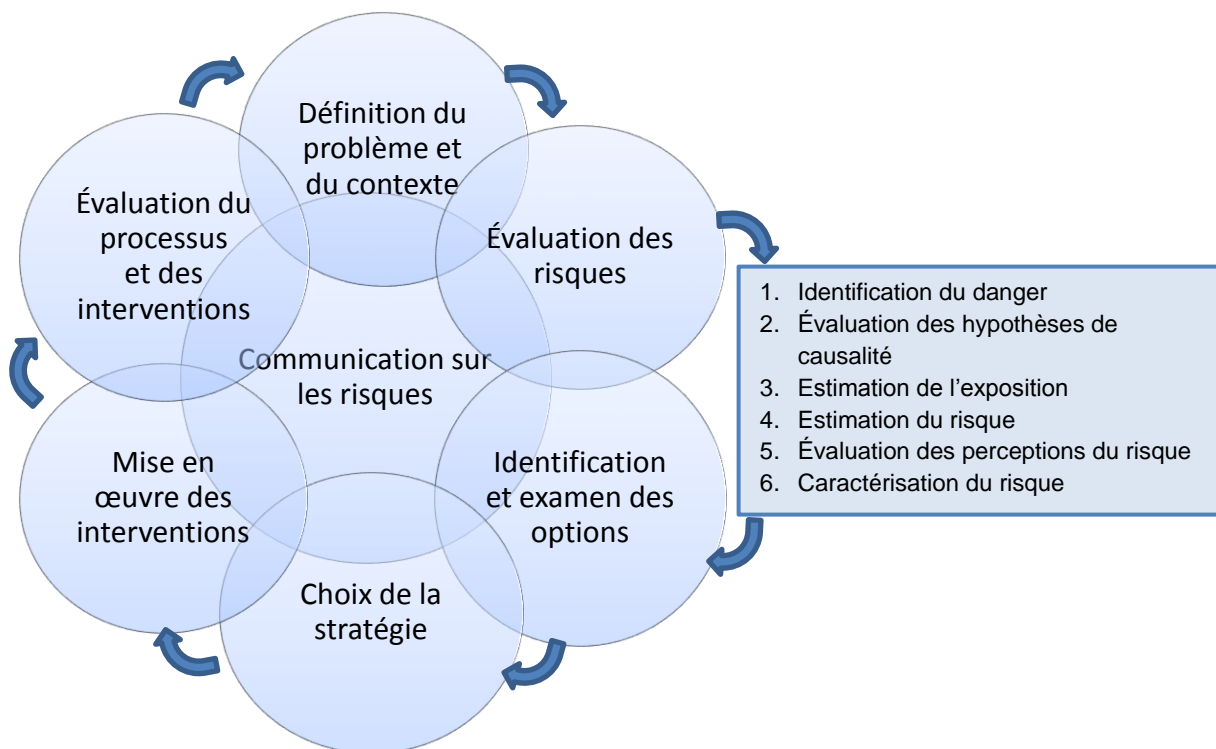 Définition du
problème et
du contexte
Évaluation des
risques
1. Identification du danger
2. Évaluation des hypothèses de
causalité
3. Estimation de l’exposition
4. Estimation du risque
5. Évaluation des perceptions du risque
6. Caractérisation du risque
Identification
et examen des
options
Choix de la
stratégie
Mise en
œuvre des
interventions
Évaluation du
processus
et des
interventions
Communication sur
les risques